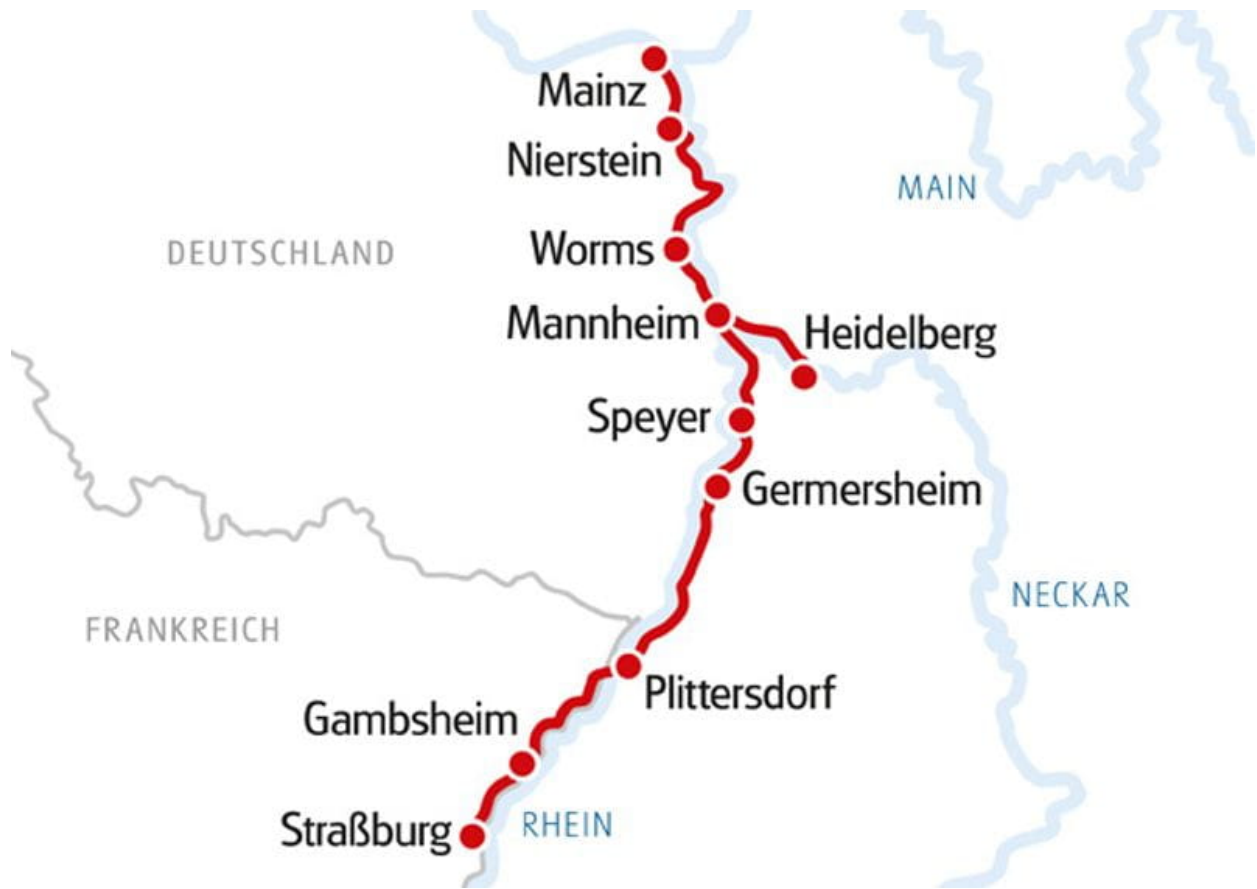 Mainz
Nierstein
MAIN
DEUTSCHLAND
Worms
Mannheim
Heidelberg
Speyer
Germersheim
NECKAR
FRANKREICH
Plittersdorf
Gambsheim
Straßburg
RHEIN